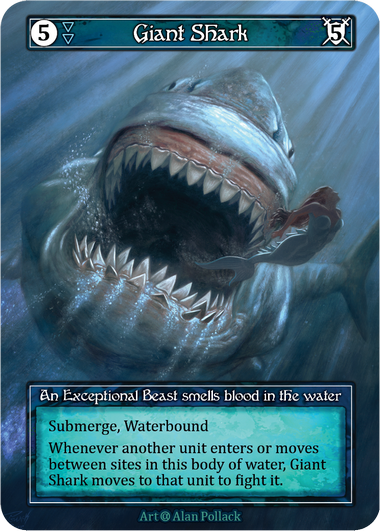 5 Giant Shark 5
An Exceptional Beast smells blood in the water
Submerge, Waterbound
Whenever another unit enters or moves
between sites in this body of water, Giant
Shark moves to that unit to fight it.
Art @ Alan Pollack